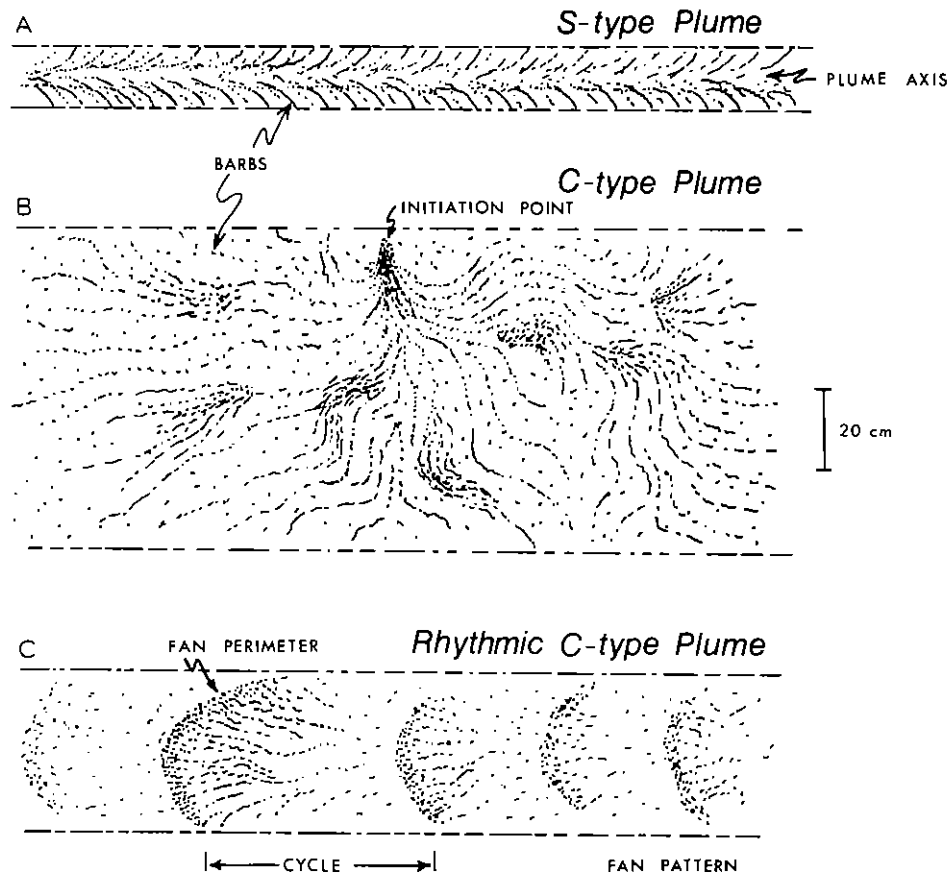 A
S-type Plume
PLUME AXIS
BARBS
C-type Plume
B
INITIATION POINT
20 cm
C
FAN PERIMETER
Rhythmic C-type Plume
CYCLE
FAN PATTERN